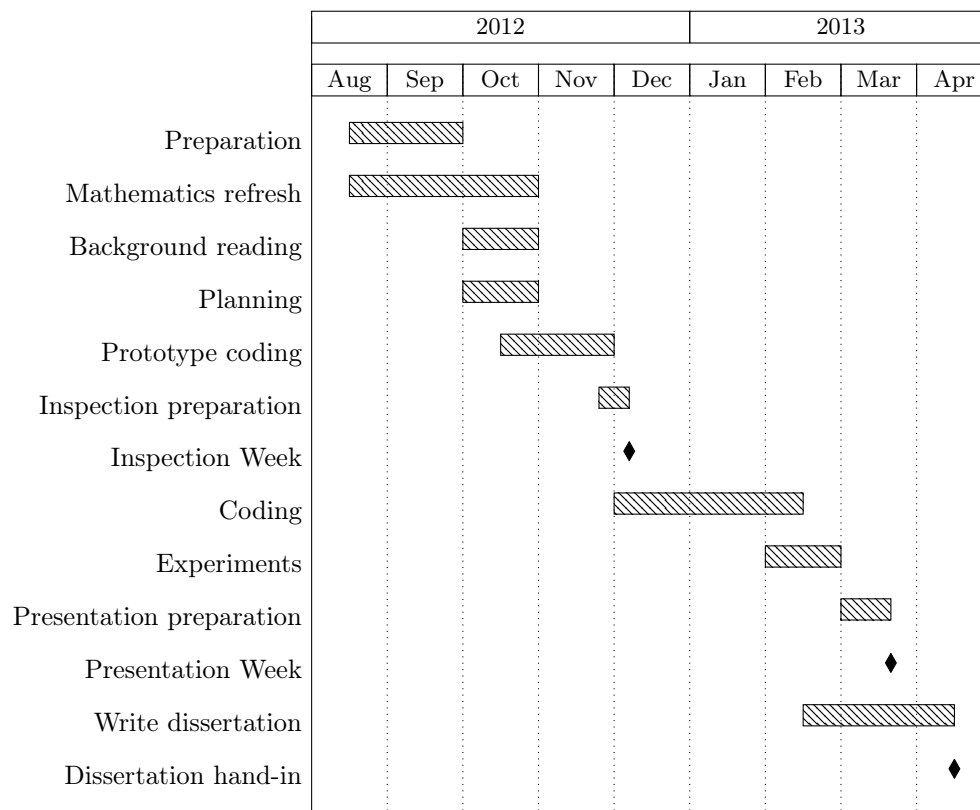 2012 2013
Aug Sep Oct Nov Dec Jan Feb Mar Apr
Preparation
Mathematics refresh
Background reading
Planning
Prototype coding
Inspection preparation
Inspection Week
Coding
Experiments
Presentation preparation
Presentation Week
Write dissertation
Dissertation hand-in